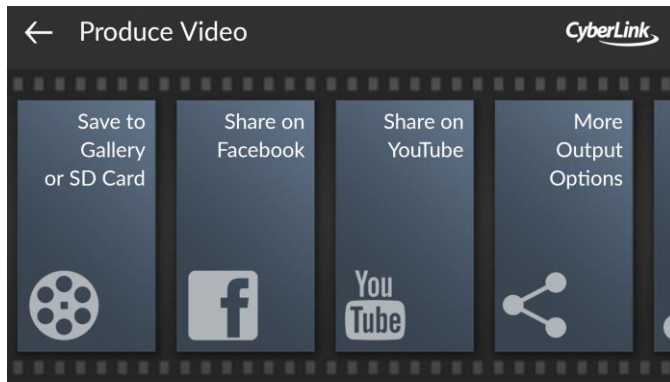 Produce Video
CyberLink
Save to
Gallery
or SD Card
Share on
Facebook
Share on
YouTube
You
Tube
More
Output
Options